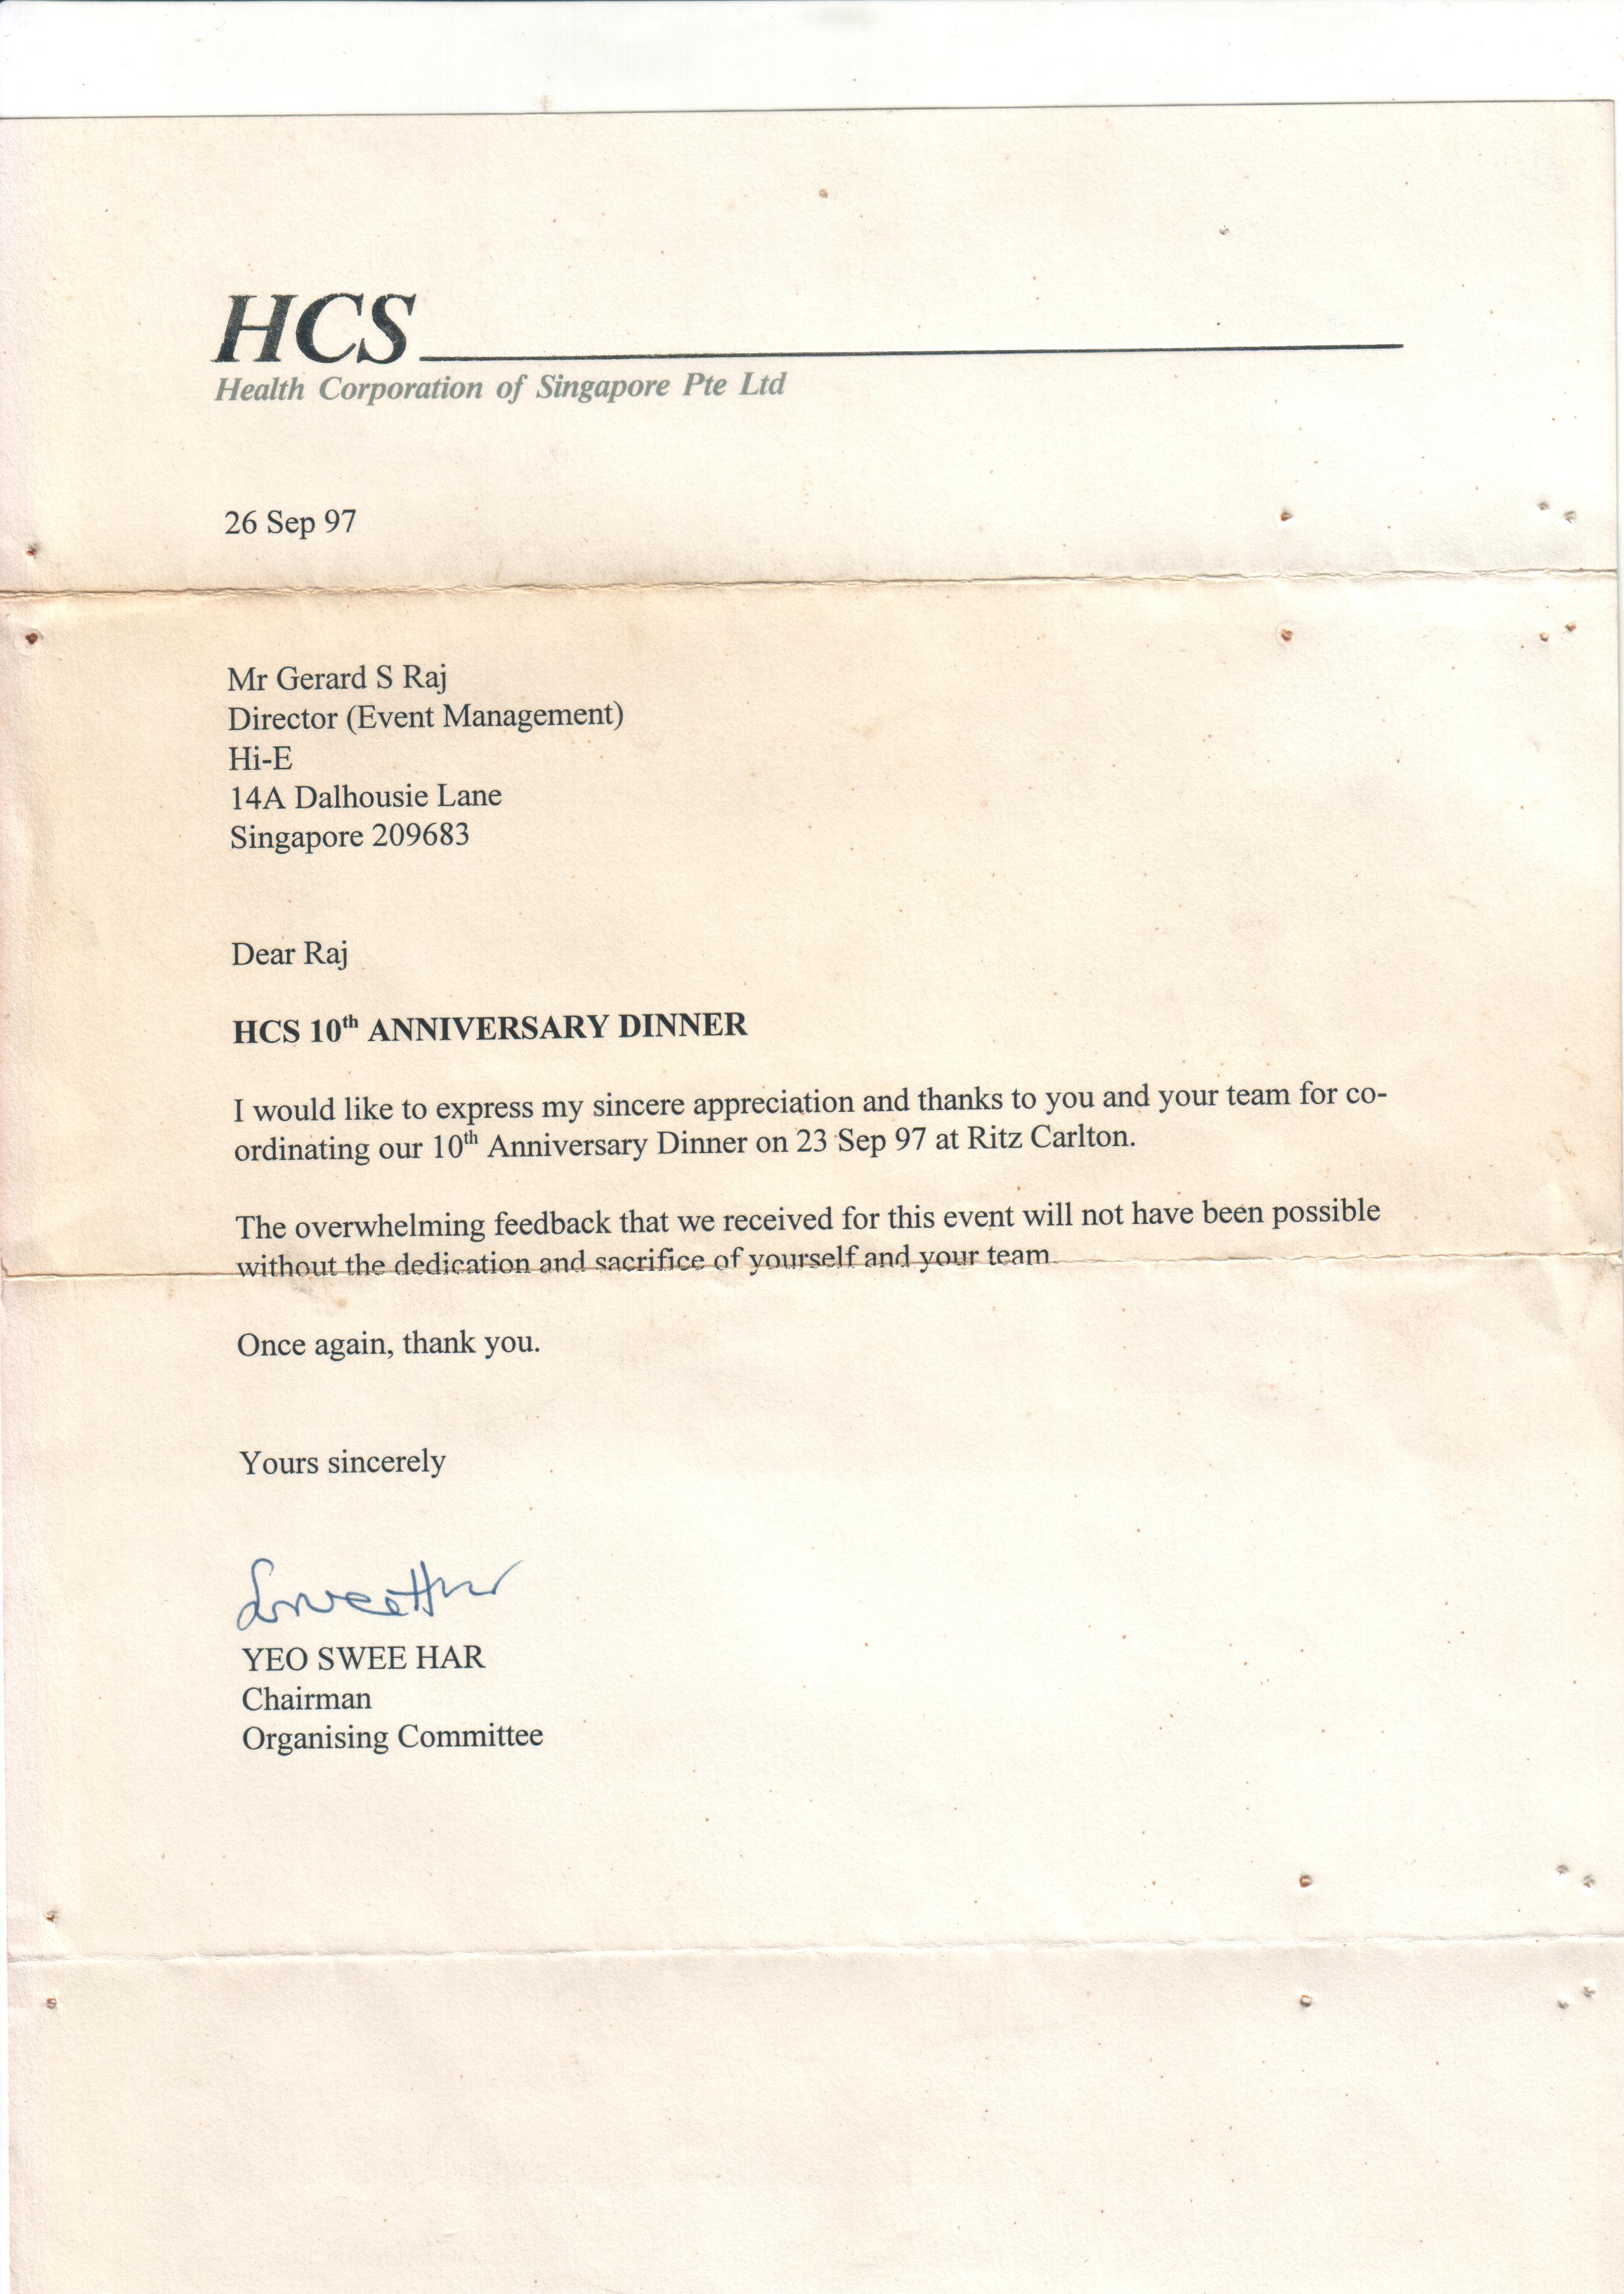 HCS
Health Corporation of Singapore Pte Ltd
26 Sep 97
Mr Gerard S Raj
Director (Event Management)
Hi-E
14A Dalhousie Lane
Singapore 209683
Dear Raj
HCS 10th ANNIVERSARY DINNER
I would like to express my sincere appreciation and thanks to you and your team for co-
ordinating our 10th Anniversary Dinner on 23 Sep 97 at Ritz Carlton.
The overwhelming feedback that we received for this event will not have been possible
without the dedication and sacrifice of yourself and your team
Once again, thank you.
Yours sincerely
SweeHar
YEO SWEE HAR
Chairman
Organising Committee